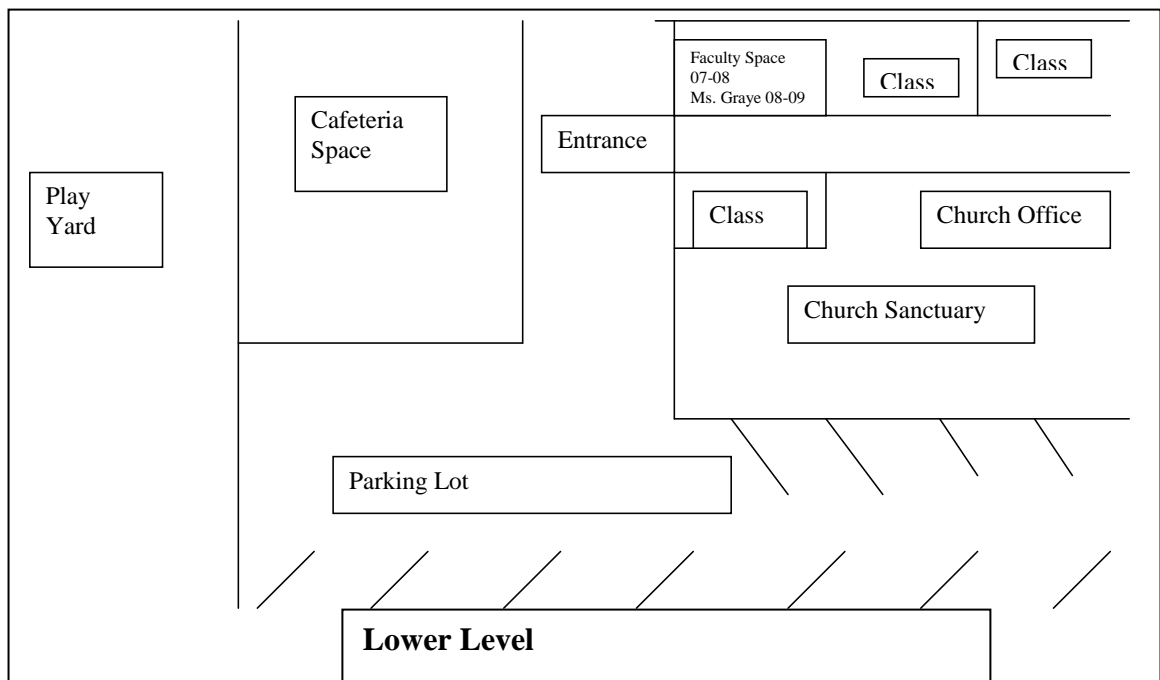 Faculty Space
07-08
Ms. Graye 08-09
Class
Class
Cafeteria
Space
Entrance
Play
Yard
Class
Church Office
Church Sanctuary
Parking Lot
Lower Level